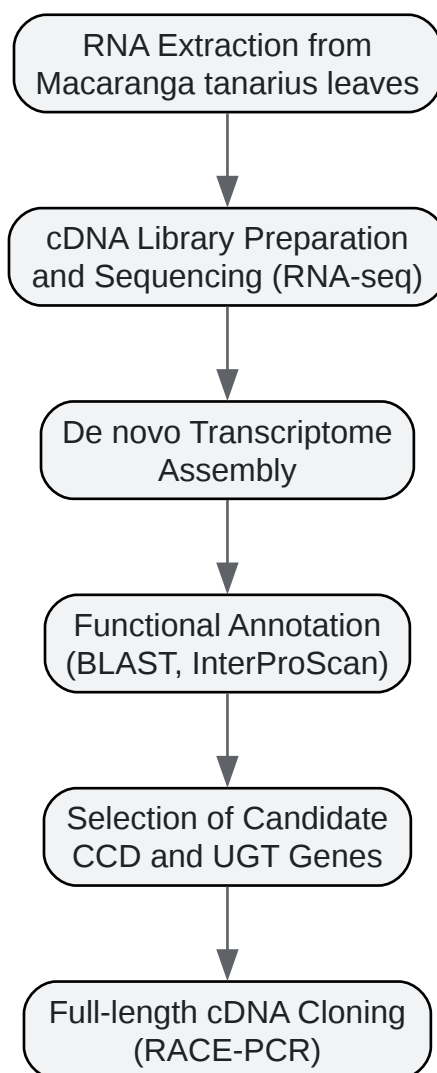 RNA Extraction from
Macaranga tanarius leaves
cDNA Library Preparation
and Sequencing (RNA-seq)
De novo Transcriptome
Assembly
Functional Annotation
(BLAST, InterProScan)
Selection of Candidate
CCD and UGT Genes
Full-length cDNA Cloning
(RACE-PCR)